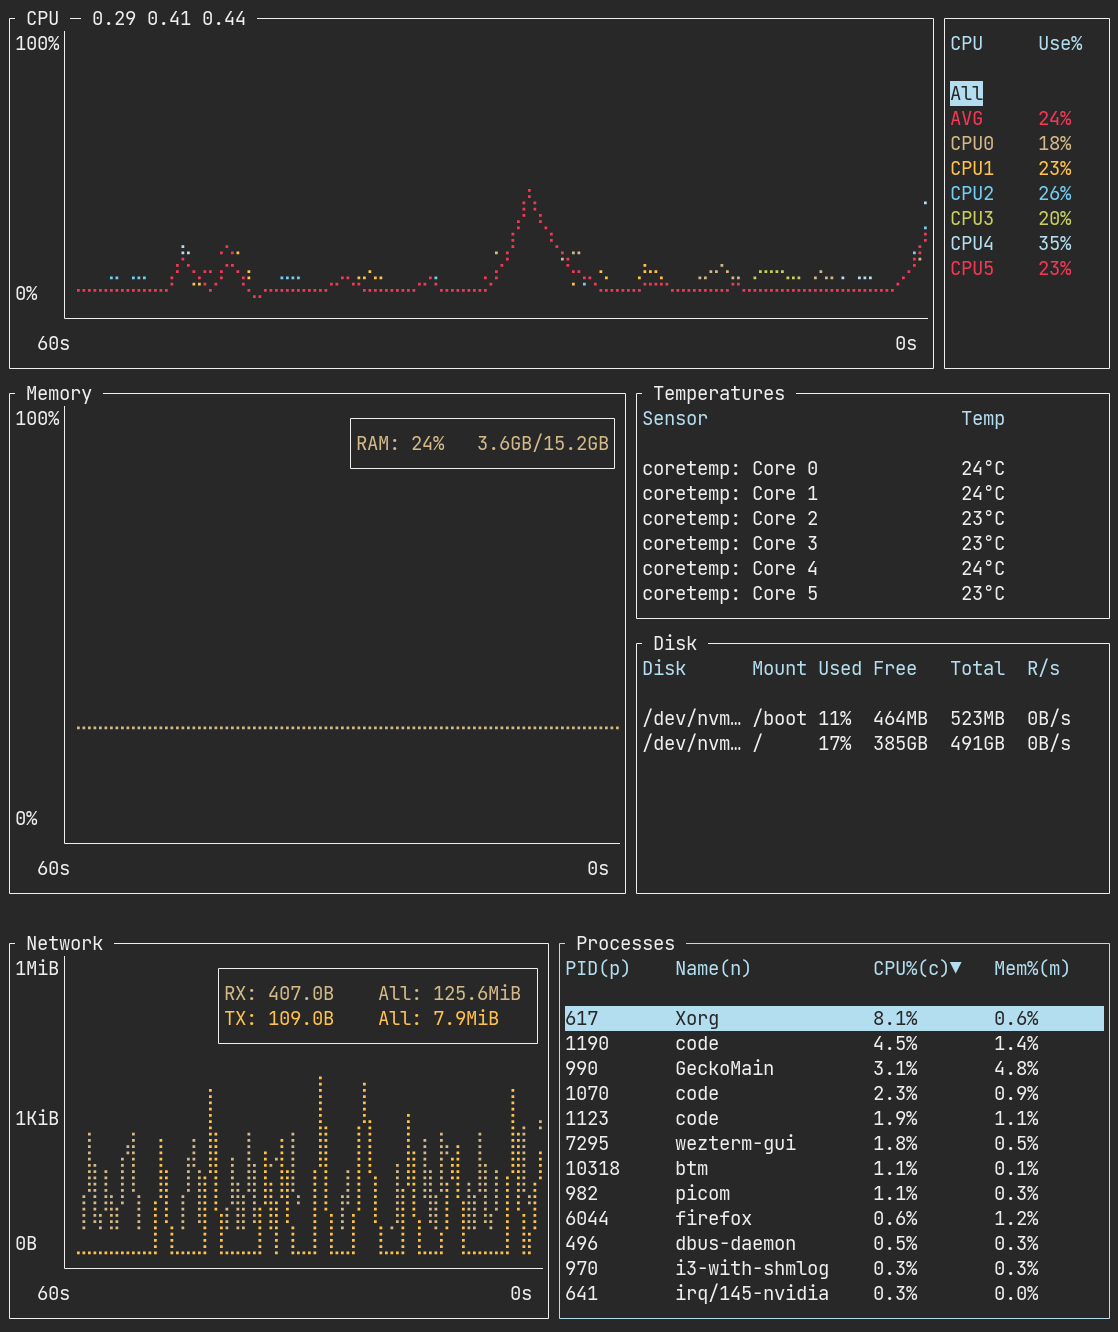 CPU — 0.29 0.41 0.44
100%
0%
60s 0s
CPU Use%
All
AVG 24%
CPU0 18%
CPU1 23%
CPU2 26%
CPU3 20%
CPU4 35%
CPU5 23%
Memory
100%
RAM: 24% 3.6GB/15.2GB
0%
60s 0s
Temperatures
Sensor Temp
coretemp: Core 0 24°C
coretemp: Core 1 24°C
coretemp: Core 2 23°C
coretemp: Core 3 23°C
coretemp: Core 4 24°C
coretemp: Core 5 23°C
Disk
Disk Mount Used Free Total R/s
/dev/nvm… /boot 11% 464MB 523MB 0B/s
/dev/nvm… / 17% 385GB 491GB 0B/s
Network
1MiB
RX: 407.0B All: 125.6MiB
TX: 109.0B All: 7.9MiB
1KiB
0B
60s 0s
Processes
PID(p) Name(n) CPU%(c)▼ Mem%(m)
617 Xorg 8.1% 0.6%
1190 code 4.5% 1.4%
990 GeckoMain 3.1% 4.8%
1070 code 2.3% 0.9%
1123 code 1.9% 1.1%
7295 wezterm-gui 1.8% 0.5%
10318 btm 1.1% 0.1%
982 picom 1.1% 0.3%
6044 firefox 0.6% 1.2%
496 dbus-daemon 0.5% 0.3%
970 i3-with-shmlog 0.3% 0.3%
641 irq/145-nvidia 0.3% 0.0%